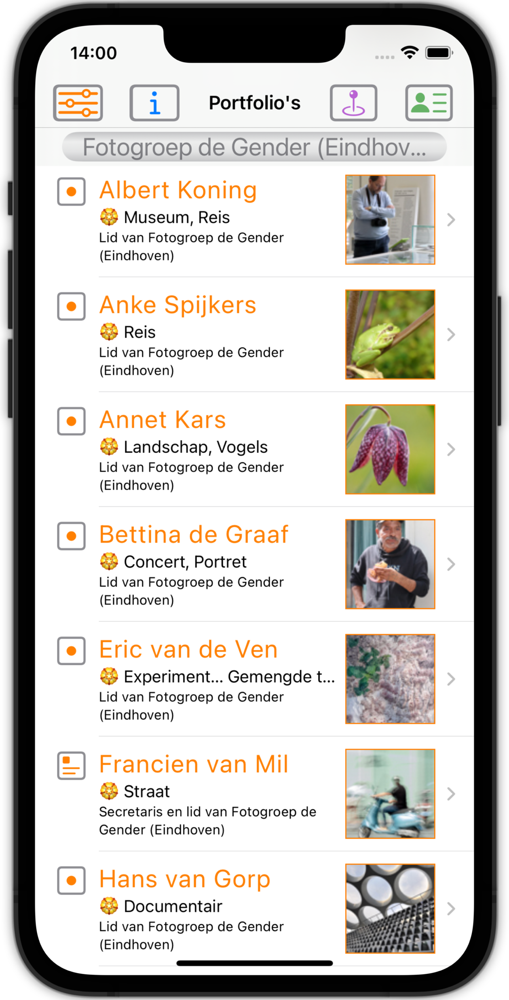 14:00
Portfolio's
Fotogroep de Gender (Eindhov...
Albert Koning
Museum, Reis
Lid van Fotogroep de Gender
(Eindhoven)
Anke Spijkers
Reis
Lid van Fotogroep de Gender
(Eindhoven)
Annet Kars
Landschap, Vogels
Lid van Fotogroep de Gender
(Eindhoven)
Bettina de Graaf
Concert, Portret
Lid van Fotogroep de Gender
(Eindhoven)
Eric van de Ven
Experiment... Gemengde t...
Lid van Fotogroep de Gender
(Eindhoven)
Francien van Mil
Straat
Secretaris en lid van Fotogroep de
Gender (Eindhoven)
Hans van Gorp
Documentair
Lid van Fotogroep de Gender
(Eindhoven)